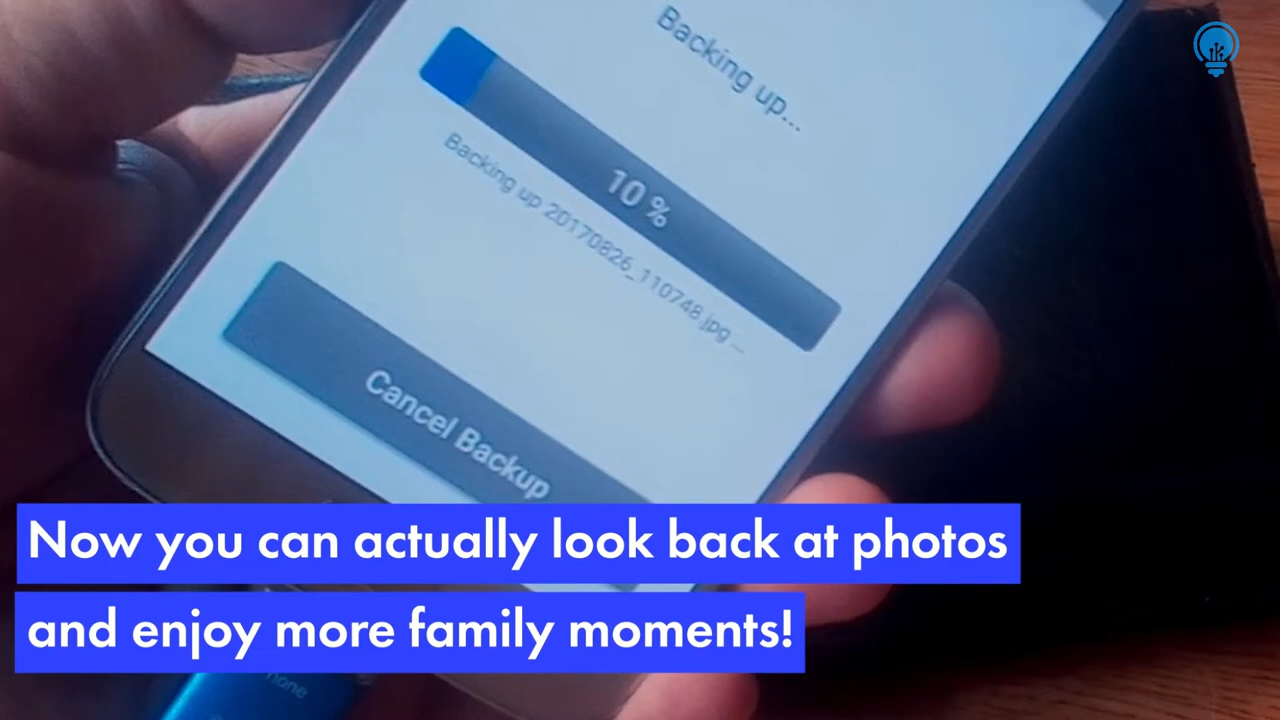 Backing up...
10 %
Backing up 20170826_110748.jpg ...
Cancel Backup
Now you can actually look back at photos
and enjoy more family moments!